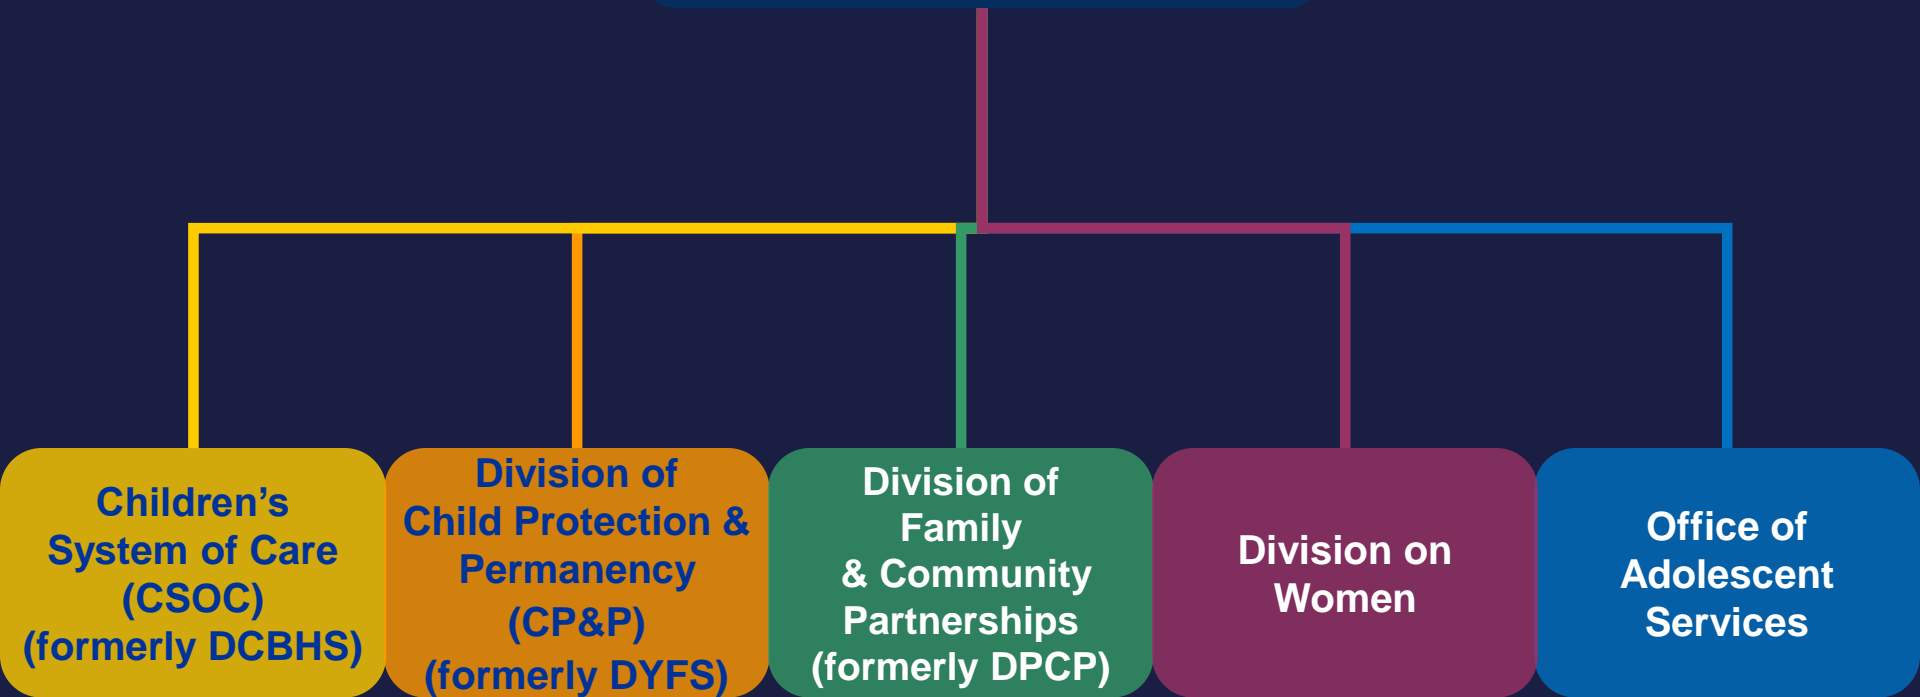 Children’s
System of Care
(CSOC)
(formerly DCBHS)
Division of
Child Protection &
Permanency
(CP&P)
(formerly DYFS)
Division of
Family
& Community
Partnerships
(formerly DPCP)
Division on
Women
Office of
Adolescent
Services